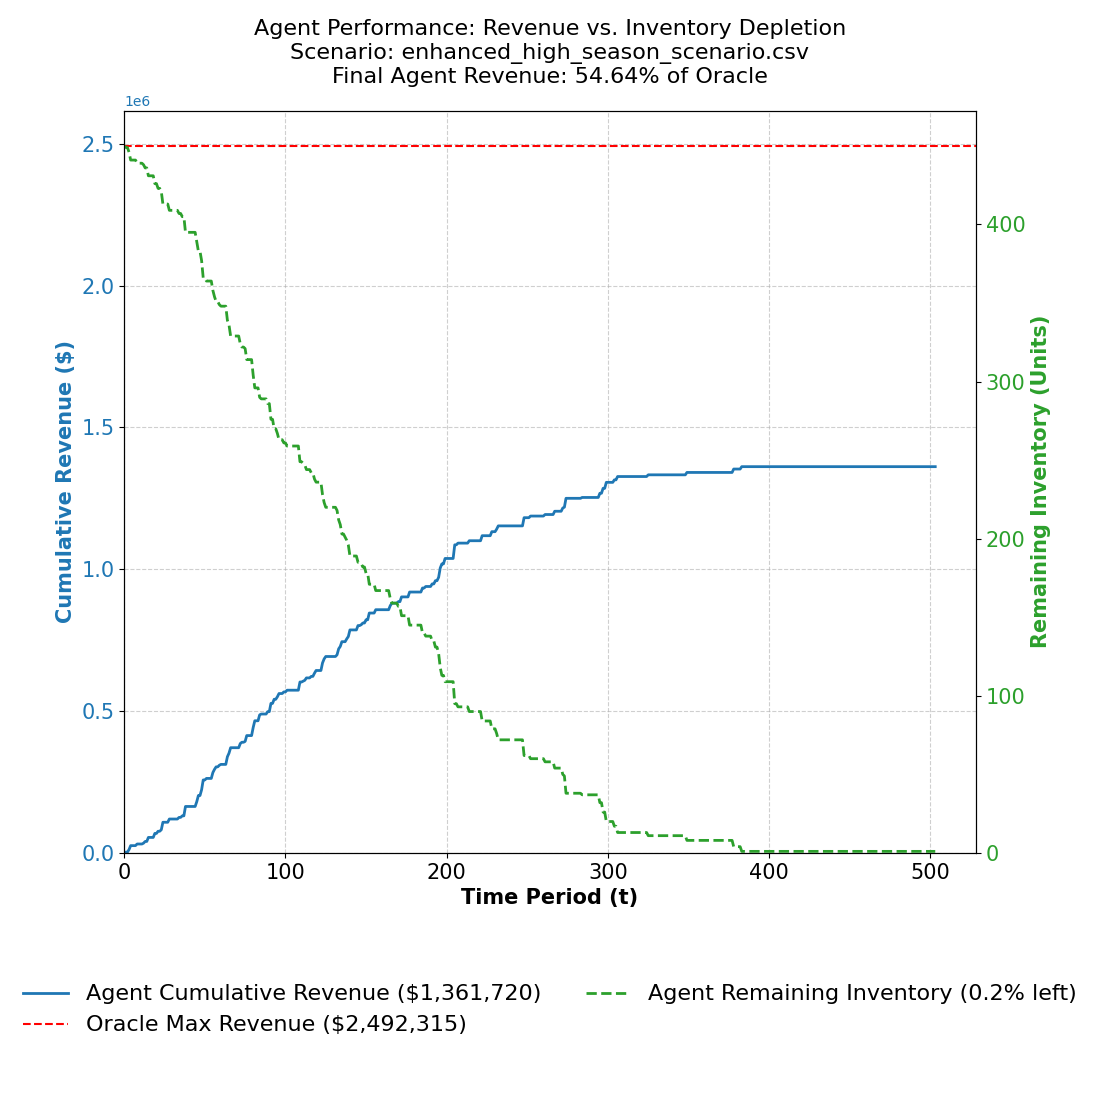 Agent Performance: Revenue vs. Inventory Depletion
Scenario: enhanced_high_season_scenario.csv
Final Agent Revenue: 54.64% of Oracle
1e6
2.5
2.0
1.5
1.0
0.5
0.0
Cumulative Revenue ($)
400
300
200
100
0
Remaining Inventory (Units)
0 100 200 300 400 500
Time Period (t)
Agent Cumulative Revenue ($1,361,720)
Oracle Max Revenue ($2,492,315)
Agent Remaining Inventory (0.2% left)